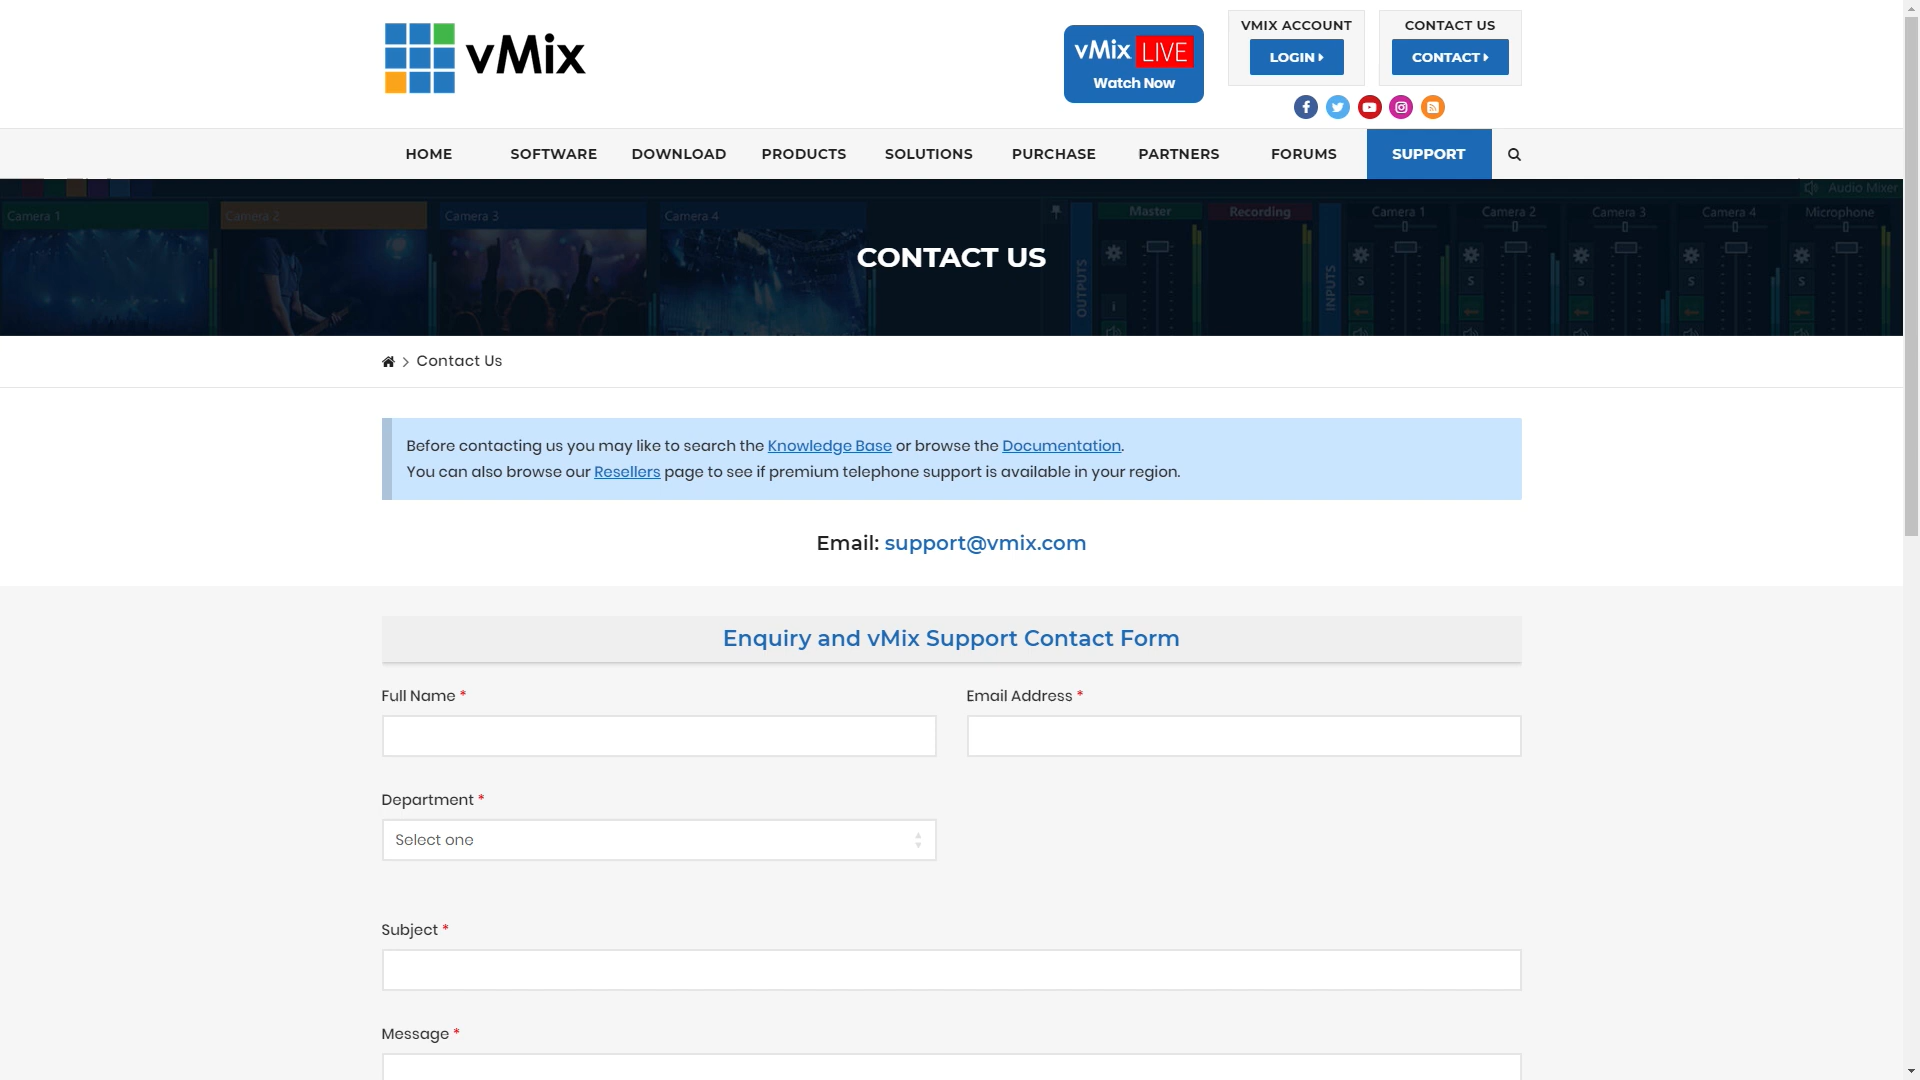 vMix
vMix LIVE
Watch Now
VMIX ACCOUNT
LOGIN
CONTACT US
CONTACT
HOME
SOFTWARE
DOWNLOAD
PRODUCTS
SOLUTIONS
PURCHASE
PARTNERS
FORUMS
SUPPORT
Audio Mixer
Camera 1
Camera 2
Camera 3
Camera 4
OUTPUTS
Master
Recording
INPUTS
Camera 1
Camera 2
Camera 3
Camera 4
Microphone
S
S
S
S
S
CONTACT US
Contact Us
Before contacting us you may like to search the Knowledge Base or browse the Documentation.
You can also browse our Resellers page to see if premium telephone support is available in your region.
Email: support@vmix.com
Enquiry and vMix Support Contact Form
Full Name *
Email Address *
Department *
Select one
Subject *
Message *